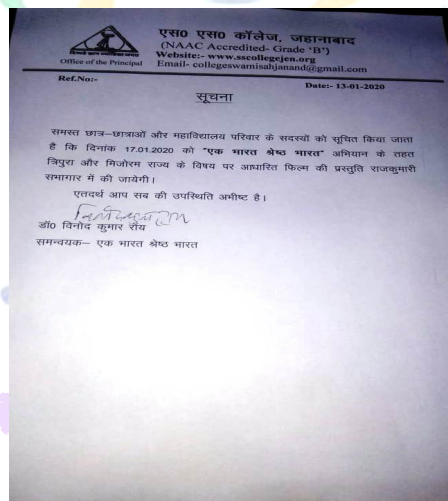 एस0 एस0 कॉलेज, जहानाबाद
(NAAC Accredited- Grade 'B')
Website:- www.sscollegejen.org
Email- collegeswamisahjanand@gmail.com
Office of the Principal
Ref.No:-
Date:- 13-01-2020
सूचना
समस्त छात्र–छात्राओं और महाविद्यालय परिवार के सदस्यों को सूचित किया जाता
है कि दिनांक 17.01.2020 को "एक भारत श्रेष्ठ भारत" अभियान के तहत
त्रिपुरा और मिजोरम राज्य के विषय पर आधारित फिल्म की प्रस्तुति राजकुमारी
सभागार में की जायेगी।
एतदर्थ आप सब की उपस्थिति अभीष्ट है।
डॉ0 विनोद कुमार रॉय
समन्वयक– एक भारत श्रेष्ठ भारत